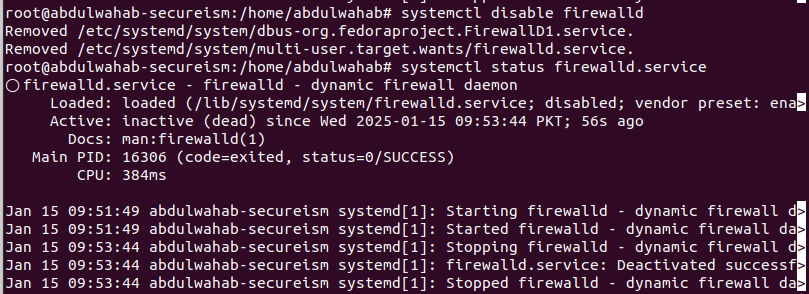 root@abdulwahab-secureism:/home/abdulwahab# systemctl disable firewalld
Removed /etc/systemd/system/dbus-org.fedoraproject.FirewallD1.service.
Removed /etc/systemd/system/multi-user.target.wants/firewalld.service.
root@abdulwahab-secureism:/home/abdulwahab# systemctl status firewalld.service
○ firewalld.service - firewalld - dynamic firewall daemon
     Loaded: loaded (/lib/systemd/system/firewalld.service; disabled; vendor preset: ena>
     Active: inactive (dead) since Wed 2025-01-15 09:53:44 PKT; 56s ago
       Docs: man:firewalld(1)
   Main PID: 16306 (code=exited, status=0/SUCCESS)
        CPU: 384ms
Jan 15 09:51:49 abdulwahab-secureism systemd[1]: Starting firewalld - dynamic firewall d>
Jan 15 09:51:49 abdulwahab-secureism systemd[1]: Started firewalld - dynamic firewall da>
Jan 15 09:53:44 abdulwahab-secureism systemd[1]: Stopping firewalld - dynamic firewall d>
Jan 15 09:53:44 abdulwahab-secureism systemd[1]: firewalld.service: Deactivated successf>
Jan 15 09:53:44 abdulwahab-secureism systemd[1]: Stopped firewalld - dynamic firewall da>